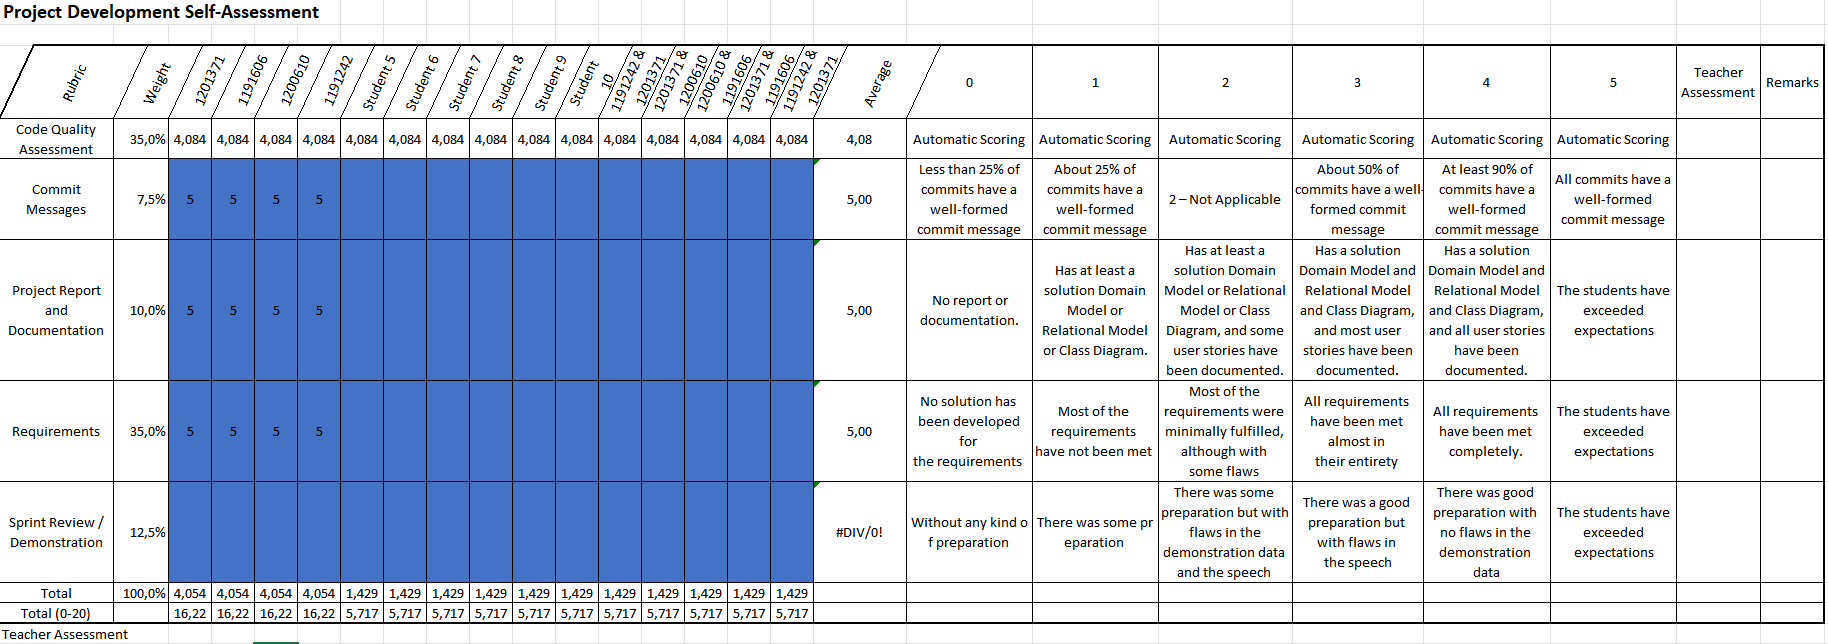 Project Development Self-Assessment
Rubric
Weight
1201371
1191606
1200610
1191242
Student 5
Student 6
Student 7
Student 8
Student 9
Student
10
1191242 &
1201371
1201371 &
1200610
1200610 &
1191606
1201371 &
1191606
1191242 &
1201371
Average
0
1
2
3
4
5
Teacher
Assessment
Remarks
Code Quality
Assessment
35,0%
4,084 4,084 4,084 4,084 4,084 4,084 4,084 4,084 4,084 4,084 4,084 4,084 4,084 4,084 4,084
4,08
Automatic Scoring
Automatic Scoring
Automatic Scoring
Automatic Scoring
Automatic Scoring
Automatic Scoring
Commit
Messages
7,5%
5 5 5 5
5,00
Less than 25% of
commits have a
well-formed
commit message
About 25% of
commits have a
well-formed
commit message
2 – Not Applicable
About 50% of
commits have a well-
formed commit
message
At least 90% of
commits have a
well-formed
commit message
All commits have a
well-formed
commit message
Project Report
and
Documentation
10,0%
5 5 5 5
5,00
No report or
documentation.
Has at least a
solution Domain
Model or
Relational Model
or Class Diagram.
Has at least a
solution Domain
Model or Relational
Model or Class
Diagram, and some
user stories have
been documented.
Has a solution
Domain Model and
Relational Model
and Class Diagram,
and most user
stories have been
documented.
Has a solution
Domain Model and
Relational Model
and Class Diagram,
and all user stories
have been
documented.
The students have
exceeded
expectations
Requirements
35,0%
5 5 5 5
5,00
No solution has
been developed
for
the requirements
Most of the
requirements
have not been met
Most of the
requirements were
minimally fulfilled,
although with
some flaws
All requirements
have been met
almost in
their entirety
All requirements
have been met
completely.
The students have
exceeded
expectations
Sprint Review /
Demonstration
12,5%
#DIV/0!
Without any kind o
f preparation
There was some pr
eparation
There was some
preparation but with
flaws in the
demonstration data
and the speech
There was a good
preparation but
with flaws in
the speech
There was good
preparation with
no flaws in the
demonstration
data
The students have
exceeded
expectations
Total
100,0%
4,054 4,054 4,054 4,054 1,429 1,429 1,429 1,429 1,429 1,429 1,429 1,429 1,429 1,429 1,429
Total (0-20)
16,22 16,22 16,22 16,22 5,717 5,717 5,717 5,717 5,717 5,717 5,717 5,717 5,717 5,717 5,717
Teacher Assessment